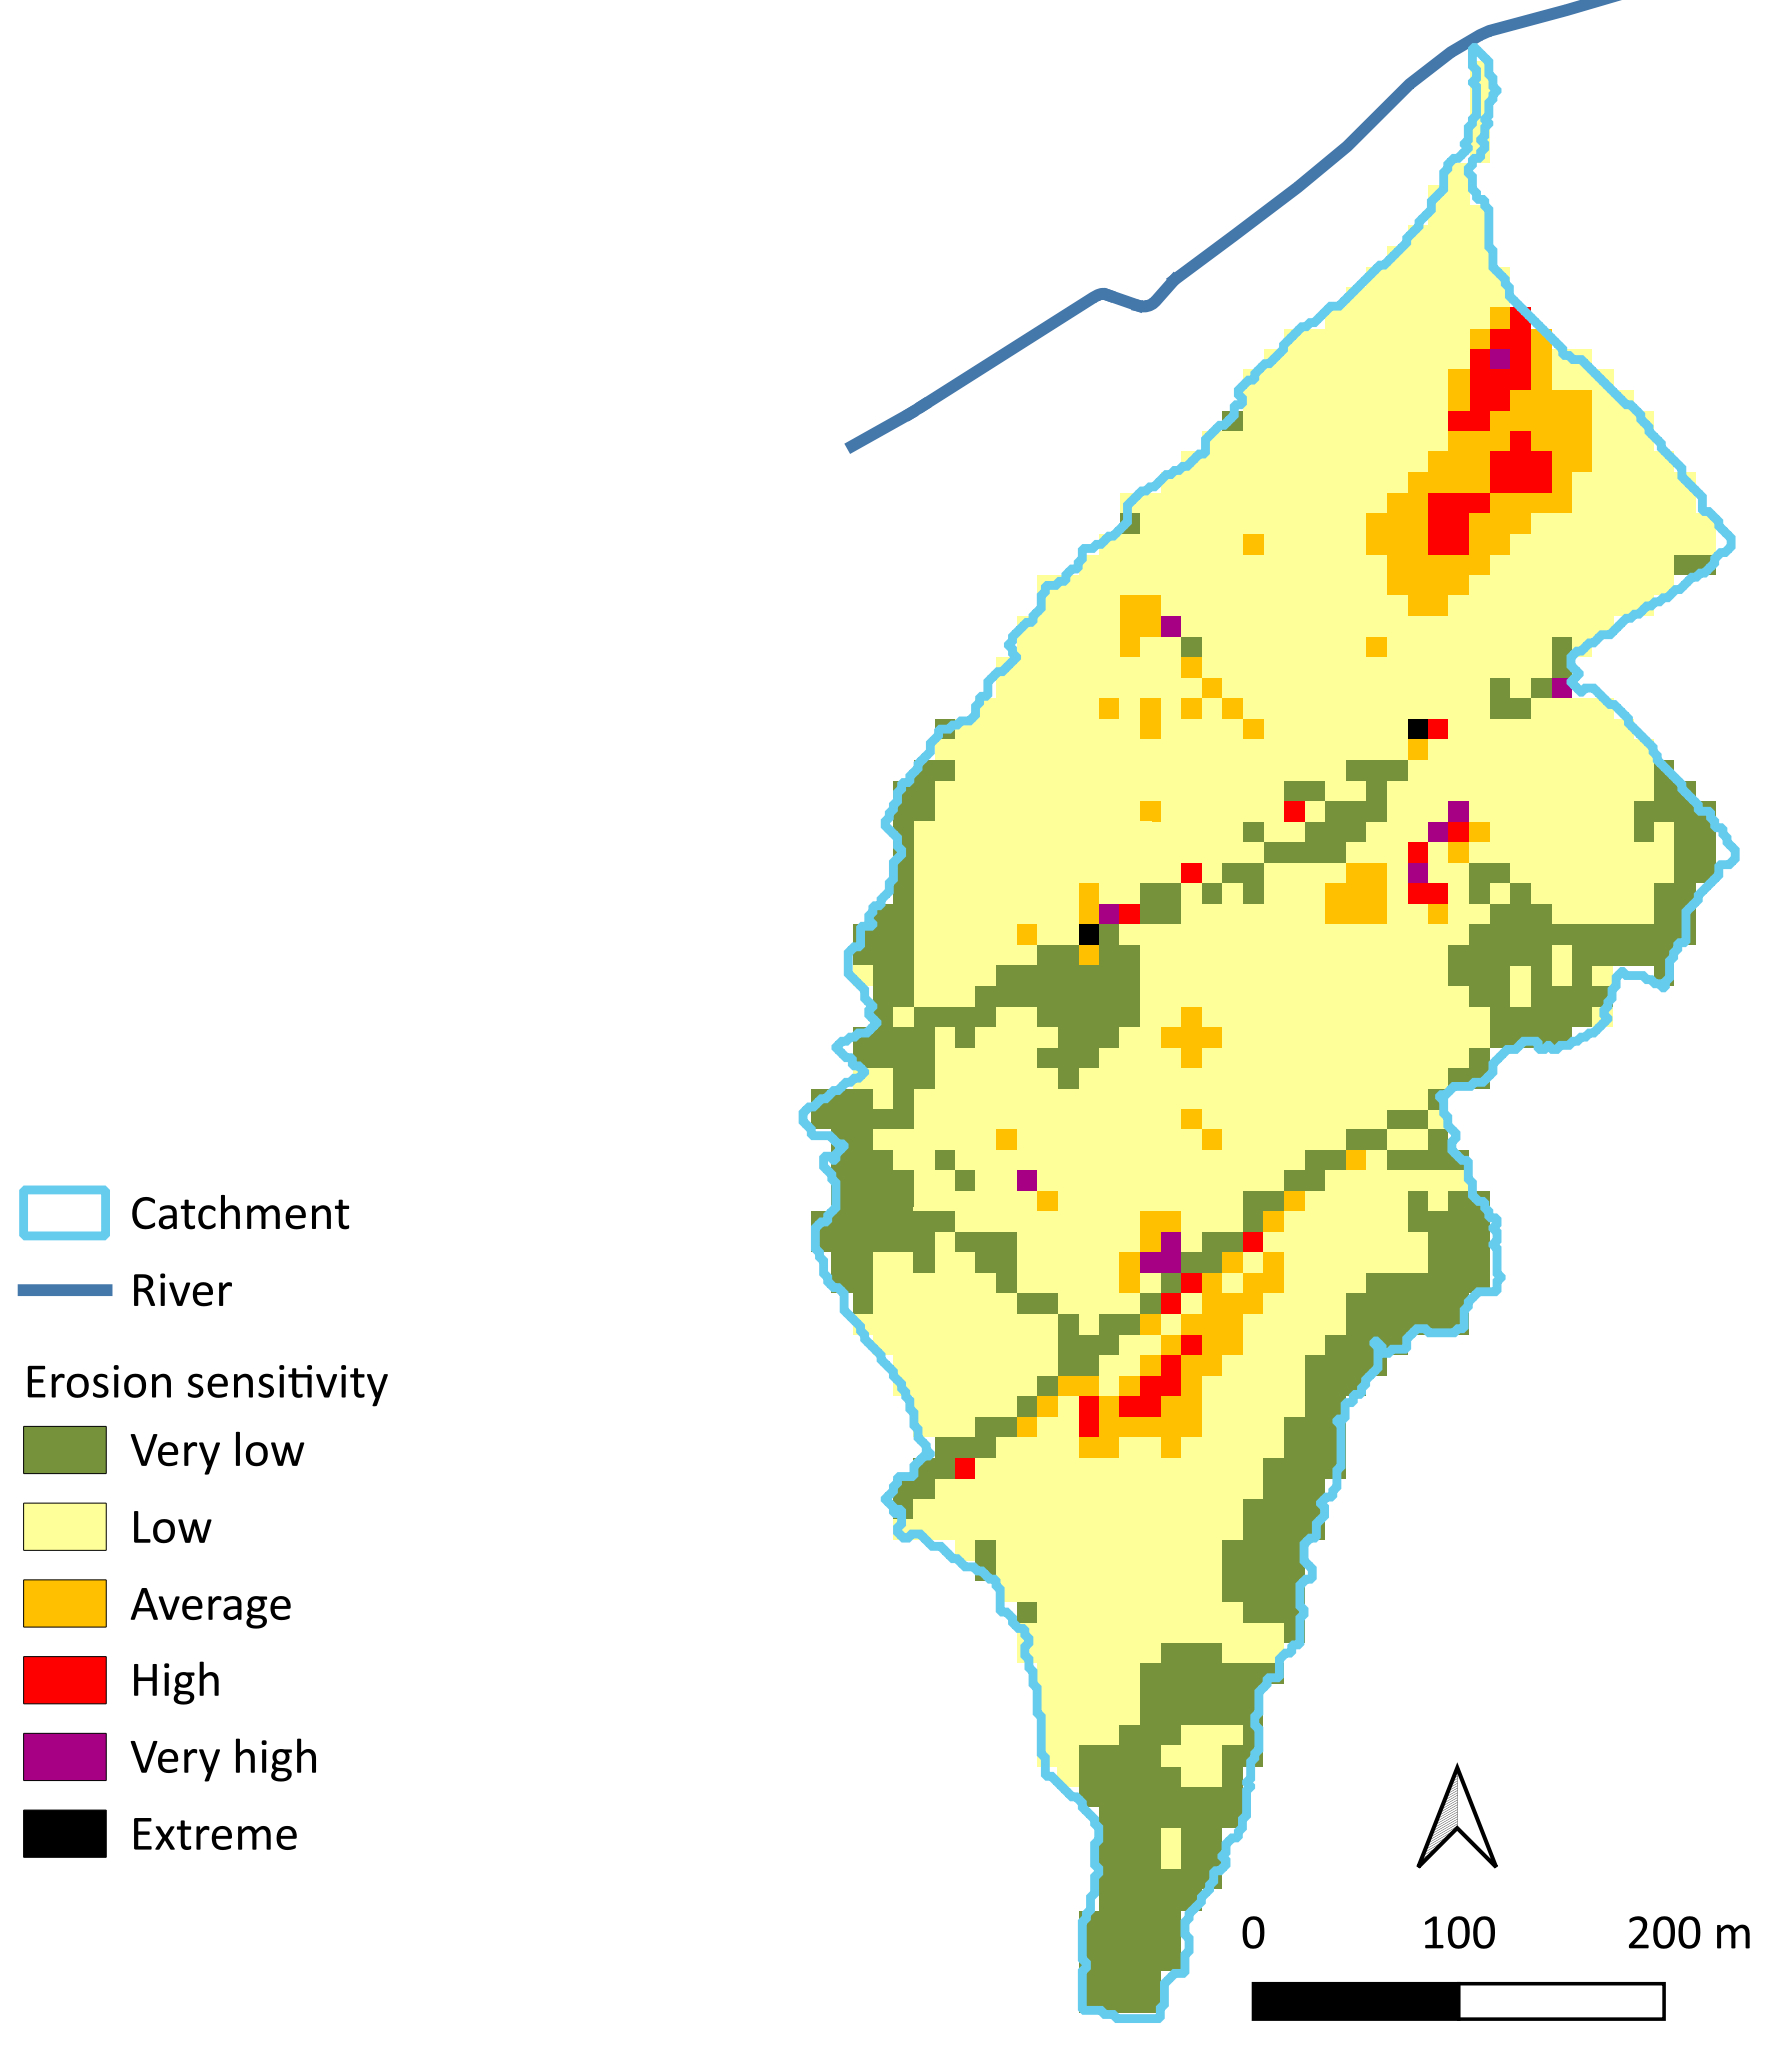 Catchment
River
Erosion sensitivity
Very low
Low
Average
High
Very high
Extreme
0 100 200 m